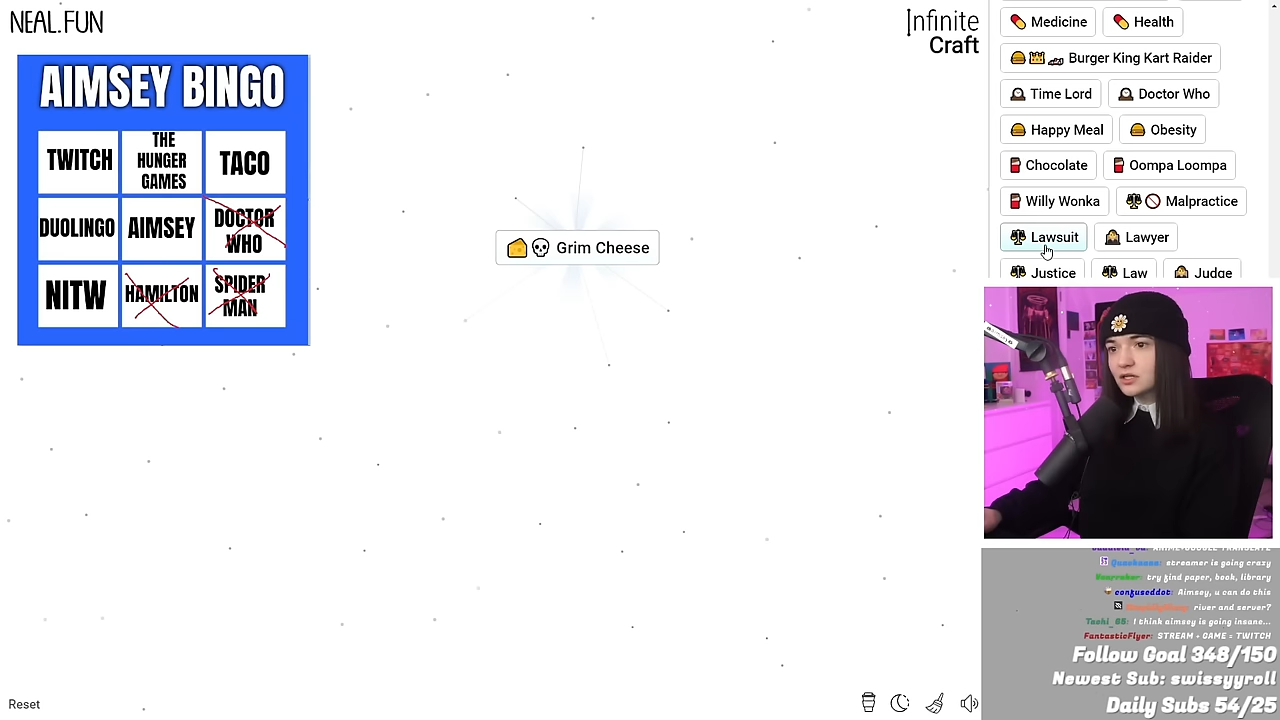 NEAL.FUN
Infinite
Craft
AIMSEY BINGO
TWITCH
THE
HUNGER
GAMES
TACO
DUOLINGO
AIMSEY
DOCTOR
WHO
NITW
HAMILTON
SPIDER
MAN
Grim Cheese
Medicine
Health
Burger King Kart Raider
Time Lord
Doctor Who
Happy Meal
Obesity
Chocolate
Oompa Loompa
Willy Wonka
Malpractice
Lawsuit
Lawyer
Justice
Law
Judge
streamer is going crazy
try find paper, book, library
confuseddot: Aimsey, u can do this
river and server?
Tachi_65: I think aimsey is going insane...
FantasticFlyer: STREAM + GAME = TWITCH
Follow Goal 348/150
Newest Sub: swissyyroll
Daily Subs 54/25
Reset